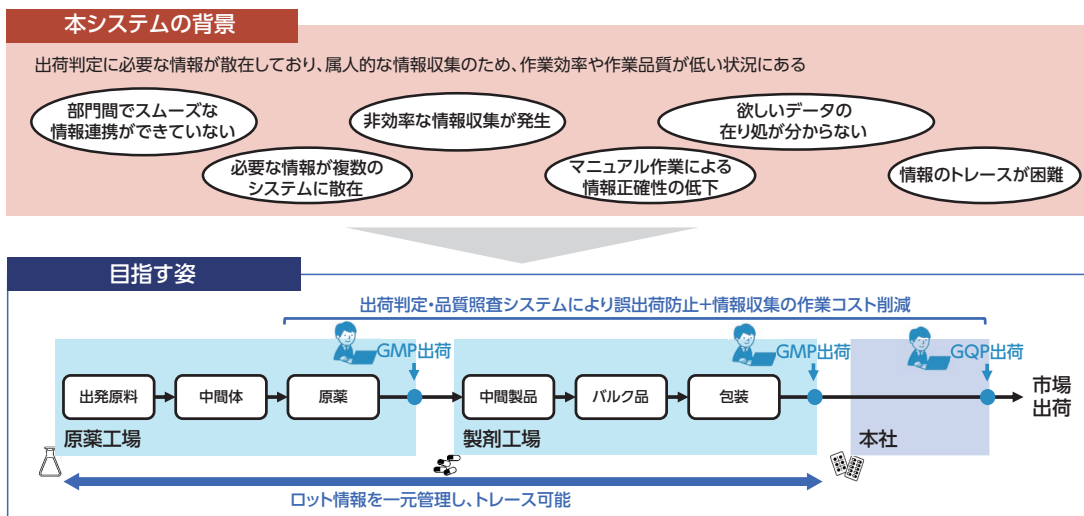 本システムの背景
出荷判定に必要な情報が散在しており、属人的な情報収集のため、作業効率や作業品質が低い状況にある
部門間でスムーズな
情報連携ができていない
非効率な情報収集が発生
欲しいデータの
在り処が分からない
必要な情報が複数の
システムに散在
マニュアル作業による
情報正確性の低下
情報のトレースが困難
目指す姿
出荷判定・品質照査システムにより誤出荷防止+情報収集の作業コスト削減
GMP出荷
GMP出荷
GQP出荷
出発原料
中間体
原薬
中間製品
バルク品
包装
市場
出荷
原薬工場
製剤工場
本社
ロット情報を一元管理し、トレース可能